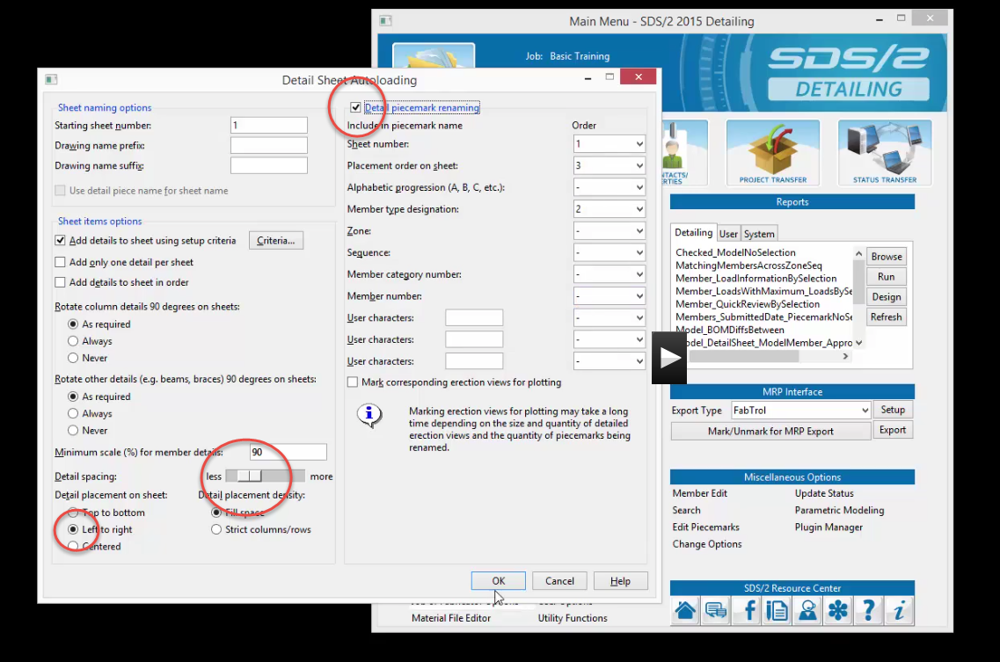 Main Menu - SDS/2 2015 Detailing
Job: Basic Training
SDS/2
DETAILING
Detail Sheet Autoloading
Sheet naming options
Starting sheet number: 1
Drawing name prefix:
Drawing name suffix:
Use detail piece name for sheet name
Sheet items options
Add details to sheet using setup criteria Criteria...
Add only one detail per sheet
Add details to sheet in order
Rotate column details 90 degrees on sheets:
As required
Always
Never
Rotate other details (e.g. beams, braces) 90 degrees on sheets:
As required
Always
Never
Minimum scale (%) for member details: 90
Detail spacing: less more
Detail placement on sheet: Detail placement density:
Top to bottom Fill space
Left to right Strict columns/rows
Centered
Detail piecemark renaming
Include in piecemark name Order
Sheet number: 1
Placement order on sheet: 3
Alphabetic progression (A, B, C, etc.): -
Member type designation: 2
Zone: -
Sequence: -
Member category number: -
Member number: -
User characters: -
User characters: -
User characters: -
Mark corresponding erection views for plotting
Marking erection views for plotting may take a long
time depending on the size and quantity of detailed
erection views and the quantity of piecemarks being
renamed.
OK Cancel Help
TACTS/
RTIES
PROJECT TRANSFER
STATUS TRANSFER
Reports
Detailing User System
Checked_ModelNoSelection
MatchingMembersAcrossZoneSeq
Member_LoadInformationBySelection
Member_LoadsWithMaximum_LoadsBySe
Member_QuickReviewBySelection
Members_SubmittedDate_PiecemarkNoSe
Model_BOMDiffsBetween
Model_DetailSheet_ModelMember_Appro
Browse
Run
Design
Refresh
MRP Interface
Export Type FabTrol Setup
Mark/Unmark for MRP Export Export
Miscellaneous Options
Member Edit Update Status
Search Parametric Modeling
Edit Piecemarks Plugin Manager
Change Options
SDS/2 Resource Center
Material File Editor Utility Functions